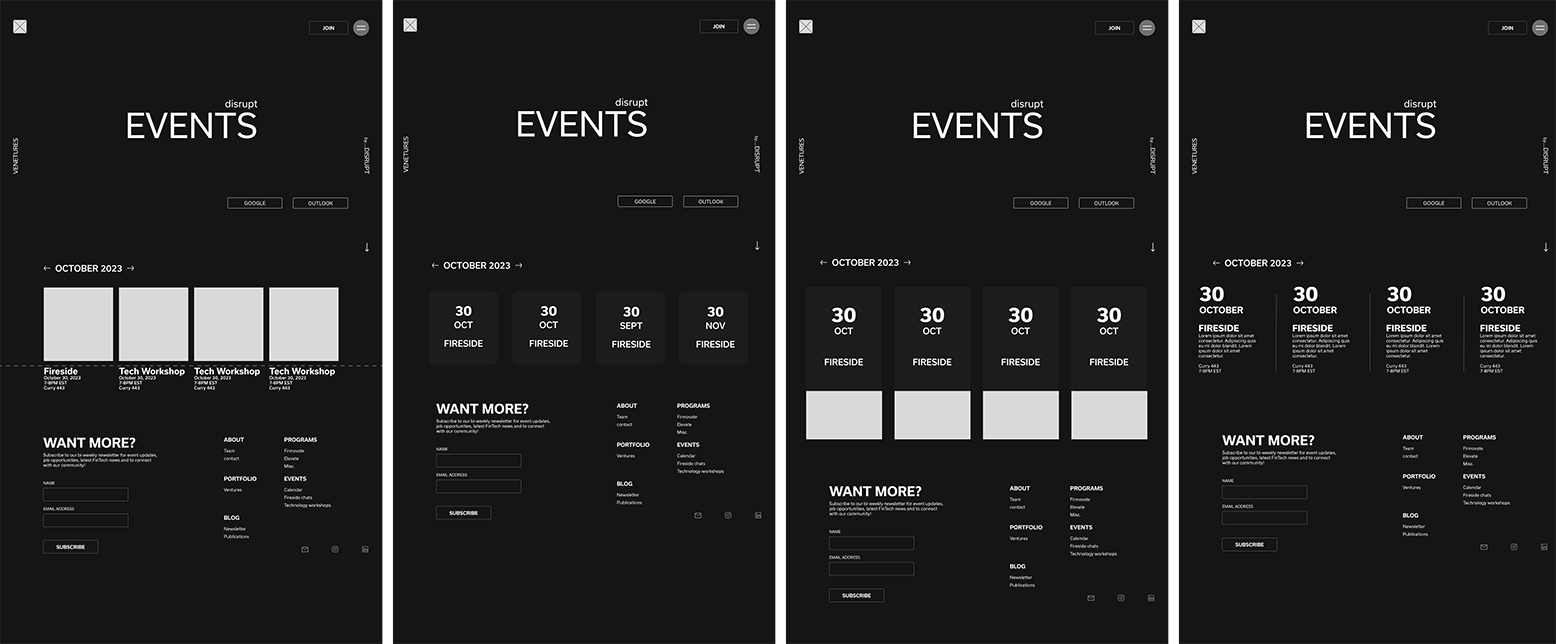 JOIN
disrupt
EVENTS
VENETURES
by....DISRUPT
GOOGLE OUTLOOK
↓
← OCTOBER 2023 →
Fireside
October 30, 2023
7-8PM EST
Curry 443
Tech Workshop
October 30, 2023
7-8PM EST
Curry 443
Tech Workshop
October 30, 2023
7-8PM EST
Curry 443
Tech Workshop
October 30, 2023
7-8PM EST
Curry 443
WANT MORE?
Subscribe to our bi-weekly newsletter for event updates,
job opportunities, latest FinTech news and to connect
with our community!
NAME
EMAIL ADDRESS
SUBSCRIBE
ABOUT
Team
contact
PORTFOLIO
Ventures
BLOG
Newsletter
Publications
PROGRAMS
Finnovate
Elevate
Misc.
EVENTS
Calendar
Fireside chats
Technology workshops
JOIN
disrupt
EVENTS
VENETURES
by....DISRUPT
GOOGLE OUTLOOK
↓
← OCTOBER 2023 →
30
OCT
FIRESIDE
30
OCT
FIRESIDE
30
SEPT
FIRESIDE
30
NOV
FIRESIDE
WANT MORE?
Subscribe to our bi-weekly newsletter for event updates,
job opportunities, latest FinTech news and to connect
with our community!
NAME
EMAIL ADDRESS
SUBSCRIBE
ABOUT
Team
contact
PORTFOLIO
Ventures
BLOG
Newsletter
Publications
PROGRAMS
Finnovate
Elevate
Misc.
EVENTS
Calendar
Fireside chats
Technology workshops
JOIN
disrupt
EVENTS
VENETURES
by....DISRUPT
GOOGLE OUTLOOK
↓
← OCTOBER 2023 →
30
OCT
FIRESIDE
30
OCT
FIRESIDE
30
OCT
FIRESIDE
30
OCT
FIRESIDE
WANT MORE?
Subscribe to our bi-weekly newsletter for event updates,
job opportunities, latest FinTech news and to connect
with our community!
NAME
EMAIL ADDRESS
SUBSCRIBE
ABOUT
Team
contact
PORTFOLIO
Ventures
BLOG
Newsletter
Publications
PROGRAMS
Finnovate
Elevate
Misc.
EVENTS
Calendar
Fireside chats
Technology workshops
JOIN
disrupt
EVENTS
VENETURES
by....DISRUPT
GOOGLE OUTLOOK
↓
← OCTOBER 2023 →
30
OCTOBER
FIRESIDE
Lorem ipsum dolor sit amet
consectetur. Adipiscing quis
eu mi dolor blandit. Lorem
ipsum dolor sit amet
consectetur.
Curry 443
7-8PM EST
30
OCTOBER
FIRESIDE
Lorem ipsum dolor sit amet
consectetur. Adipiscing quis
eu mi dolor blandit. Lorem
ipsum dolor sit amet
consectetur.
Curry 443
7-8PM EST
30
OCTOBER
FIRESIDE
Lorem ipsum dolor sit amet
consectetur. Adipiscing quis
eu mi dolor blandit. Lorem
ipsum dolor sit amet
consectetur.
Curry 443
7-8PM EST
30
OCTOBER
FIRESIDE
Lorem ipsum dolor sit amet
consectetur. Adipiscing quis
eu mi dolor blandit. Lorem
ipsum dolor sit amet
consectetur.
Curry 443
7-8PM EST
WANT MORE?
Subscribe to our bi-weekly newsletter for event updates,
job opportunities, latest FinTech news and to connect
with our community!
NAME
EMAIL ADDRESS
SUBSCRIBE
ABOUT
Team
contact
PORTFOLIO
Ventures
BLOG
Newsletter
Publications
PROGRAMS
Finnovate
Elevate
Misc.
EVENTS
Calendar
Fireside chats
Technology workshops